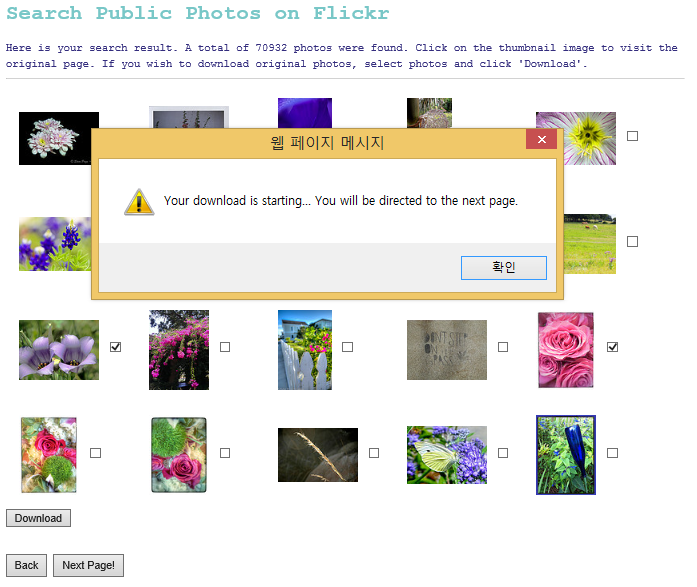 Search Public Photos on Flickr
Here is your search result. A total of 70932 photos were found. Click on the thumbnail image to visit the
original page. If you wish to download original photos, select photos and click 'Download'.
웹 페이지 메시지
Your download is starting... You will be directed to the next page.
확인
DONT STEP
ON
Download
Back
Next Page!